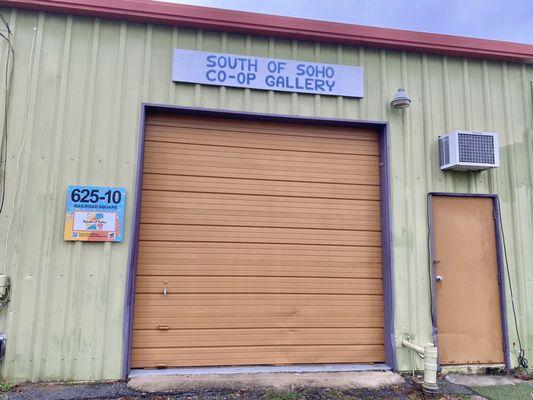 SOUTH OF SOHO
CO-OP GALLERY
625-10
RAILROAD SQUARE
South of Soho